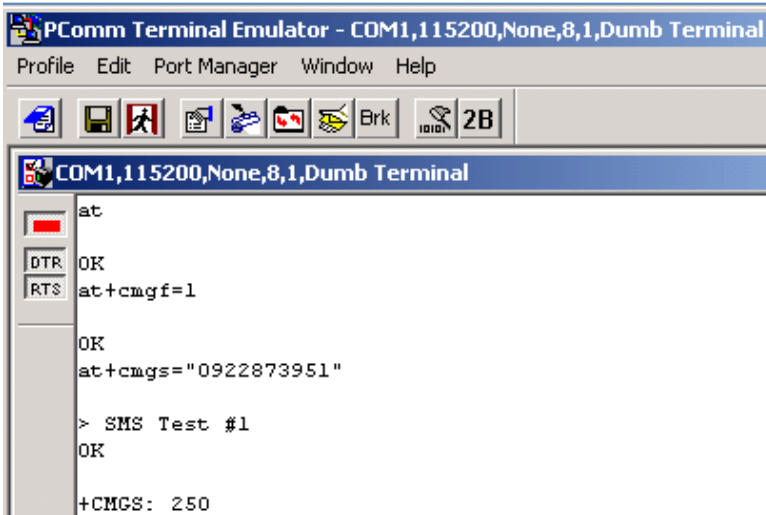 PComm Terminal Emulator - COM1,115200,None,8,1,Dumb Terminal
Profile Edit Port Manager Window Help
Brk 2B
COM1,115200,None,8,1,Dumb Terminal
at
DTR OK
RTS at+cmgf=1
OK
at+cmgs="0922873951"
> SMS Test #1
OK
+CMGS: 250